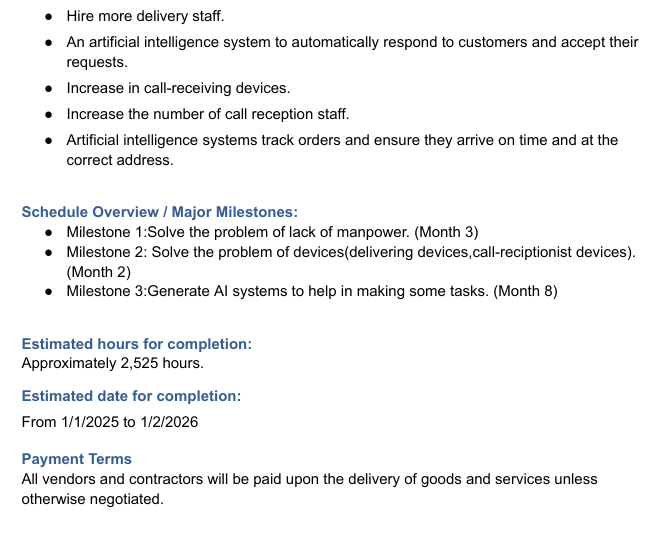 ● Hire more delivery staff.
● An artificial intelligence system to automatically respond to customers and accept their
requests.
● Increase in call-receiving devices.
● Increase the number of call reception staff.
● Artificial intelligence systems track orders and ensure they arrive on time and at the
correct address.
Schedule Overview / Major Milestones:
● Milestone 1:Solve the problem of lack of manpower. (Month 3)
● Milestone 2: Solve the problem of devices(delivering devices,call-reciptionist devices).
(Month 2)
● Milestone 3:Generate AI systems to help in making some tasks. (Month 8)
Estimated hours for completion:
Approximately 2,525 hours.
Estimated date for completion:
From 1/1/2025 to 1/2/2026
Payment Terms
All vendors and contractors will be paid upon the delivery of goods and services unless
otherwise negotiated.